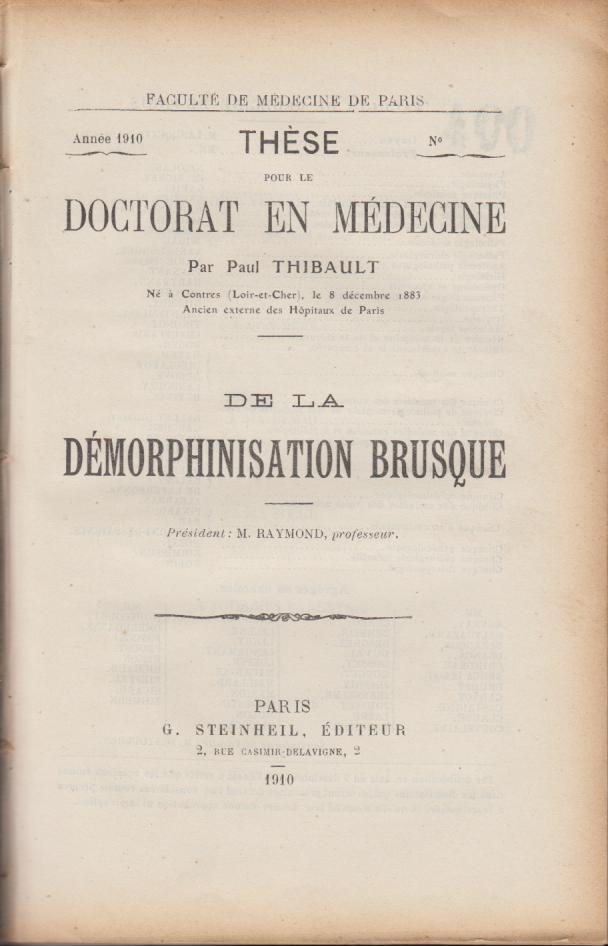 FACULTÉ DE MÉDECINE DE PARIS
Année 1910
THÈSE
N°
POUR LE
DOCTORAT EN MÉDECINE
Par Paul THIBAULT
Né à Contres (Loir-et-Cher), le 8 décembre 1883
Ancien externe des Hôpitaux de Paris
DE LA
DÉMORPHINISATION BRUSQUE
Président : M. RAYMOND, professeur.
PARIS
G. STEINHEIL, ÉDITEUR
2, RUE CASIMIR-DELAVIGNE, 2
1910